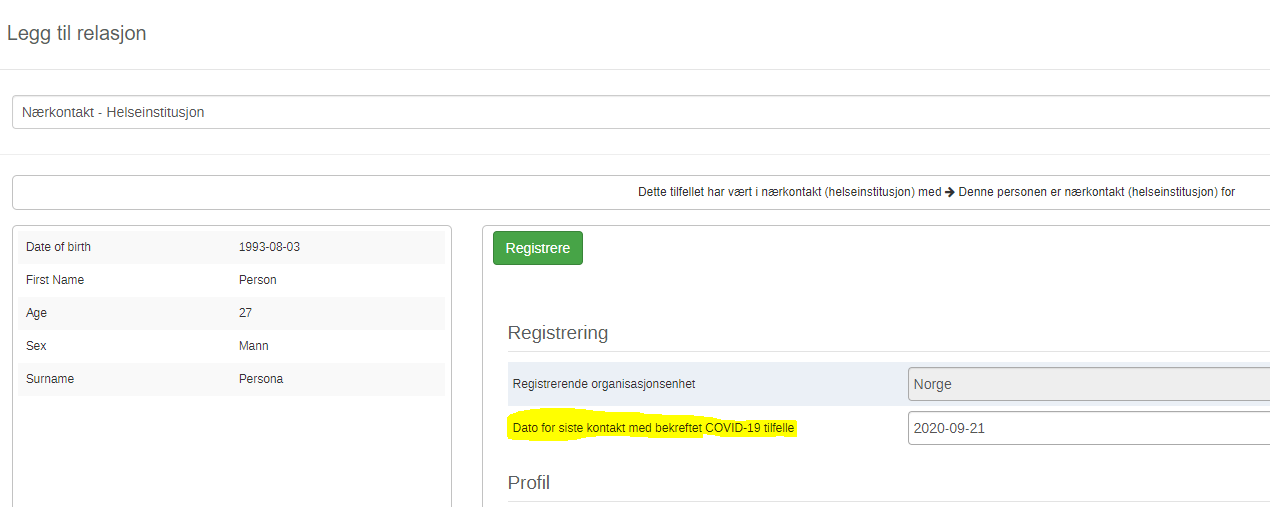 Legg til relasjon
Nærkontakt - Helseinstitusjon
Dette tilfellet har vært i nærkontakt (helseinstitusjon) med → Denne personen er nærkontakt (helseinstitusjon) for
Date of birth 1993-08-03
First Name Person
Age 27
Sex Mann
Surname Persona
Registrere
Registrering
Registrerende organisasjonsenhet Norge
Dato for siste kontakt med bekreftet COVID-19 tilfelle 2020-09-21
Profil